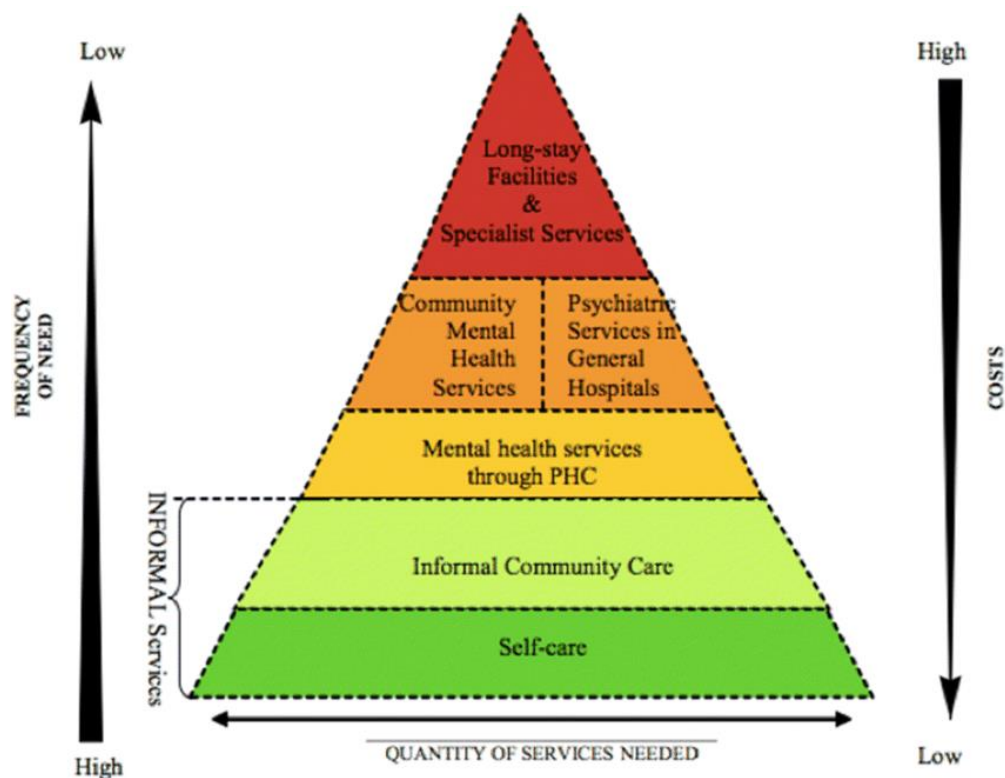 Low
High
Long-stay
Facilities
&
Specialist Services
Community
Mental
Health
Services
Psychiatric
Services in
General
Hospitals
FREQUENCY
OF NEED
COSTS
Mental health services
through PHC
INFORMAL Services
Informal Community Care
Self-care
QUANTITY OF SERVICES NEEDED
High
Low